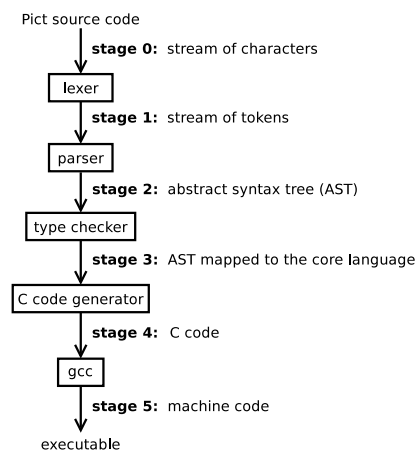 Pict source code
stage 0: stream of characters
lexer
stage 1: stream of tokens
parser
stage 2: abstract syntax tree (AST)
type checker
stage 3: AST mapped to the core language
C code generator
stage 4: C code
gcc
stage 5: machine code
executable